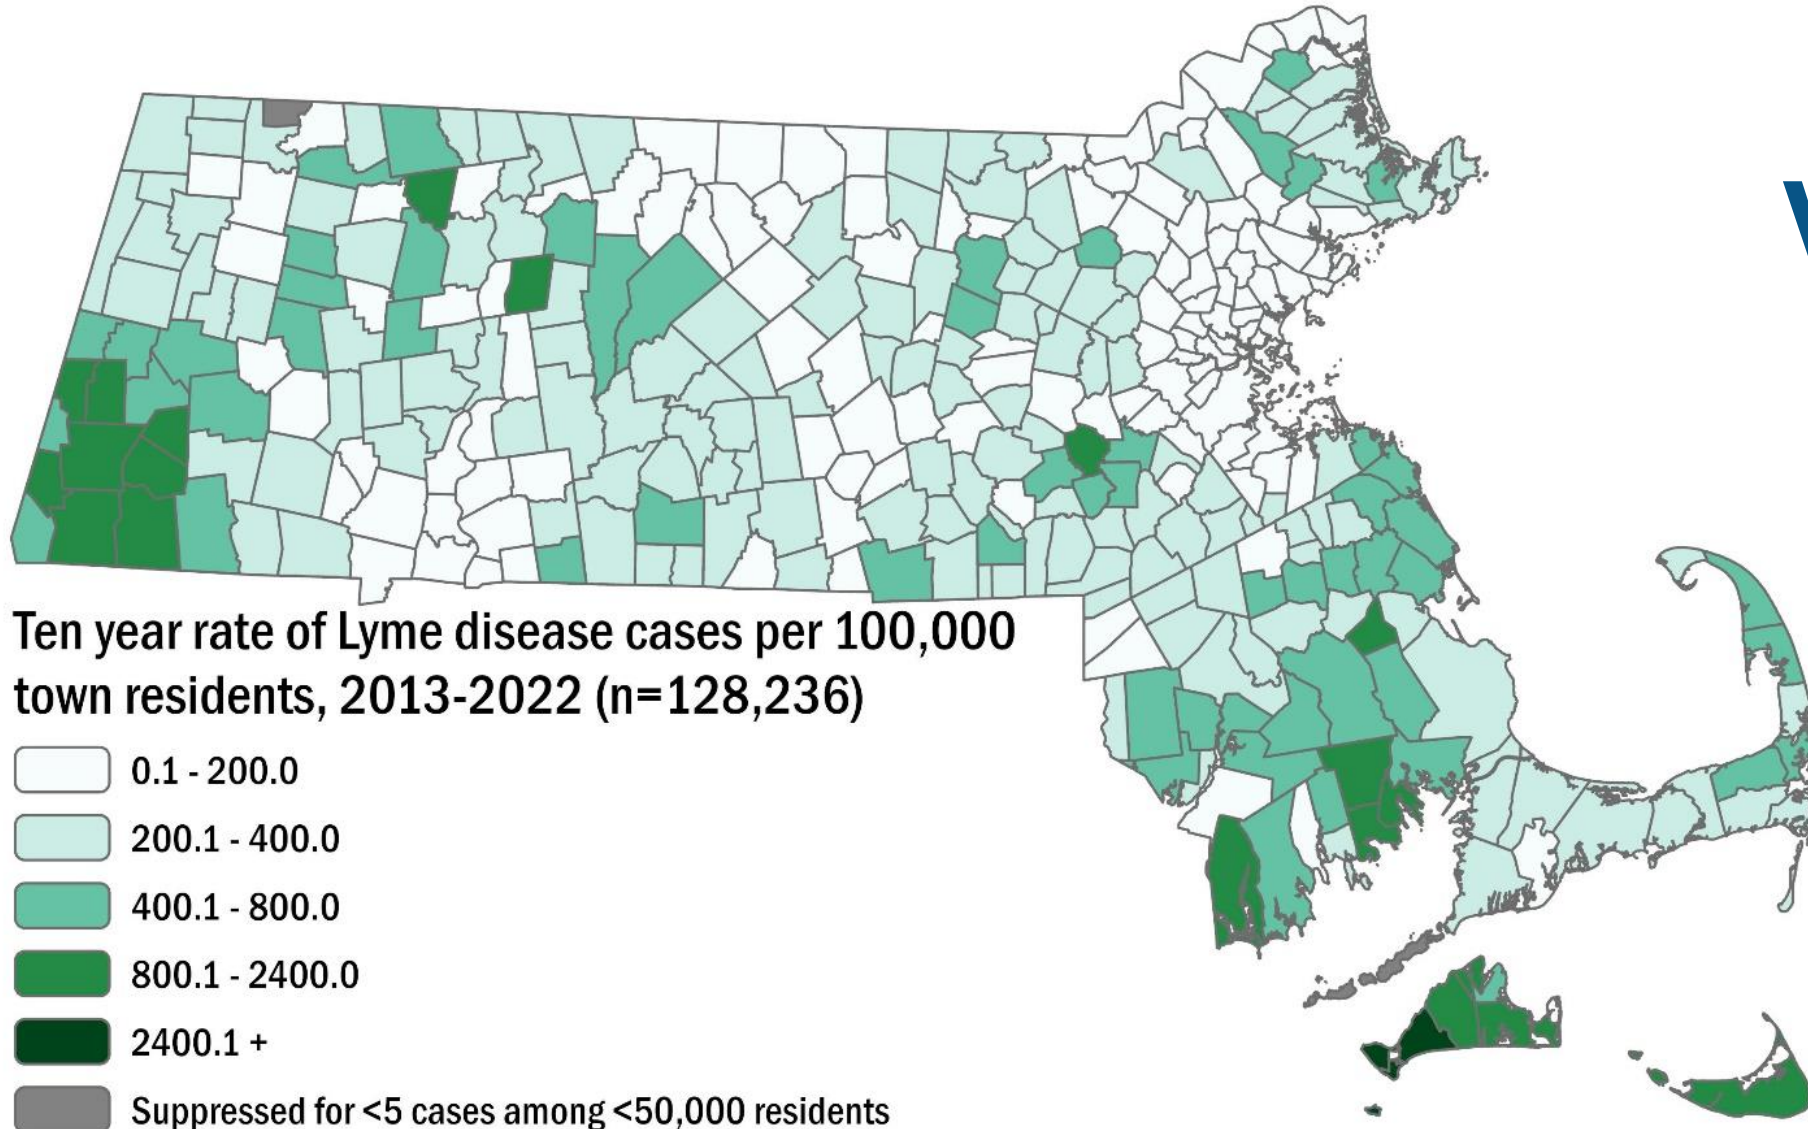 Ten year rate of Lyme disease cases per 100,000
town residents, 2013-2022 (n=128,236)
0.1 - 200.0
200.1 - 400.0
400.1 - 800.0
800.1 - 2400.0
2400.1 +
Suppressed for <5 cases among <50,000 residents